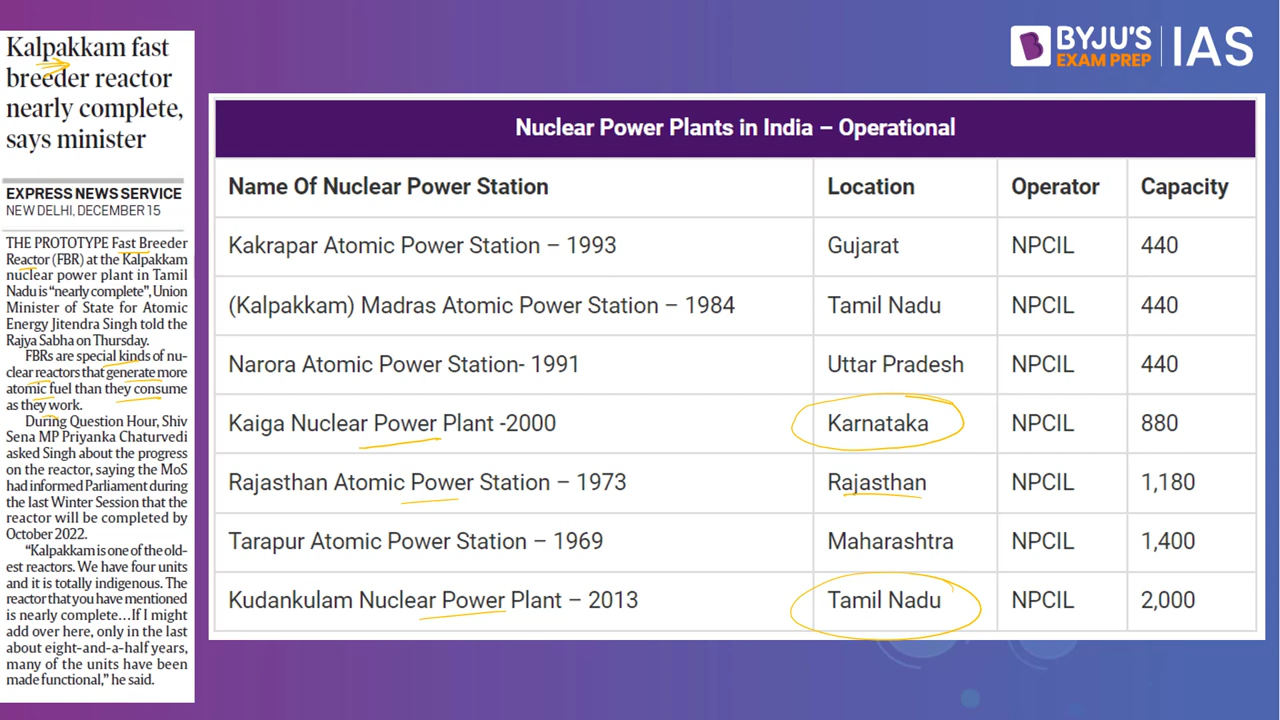 Kalpakkam fast
breeder reactor
nearly complete,
says minister
EXPRESS NEWS SERVICE
NEW DELHI, DECEMBER 15
THE PROTOTYPE Fast Breeder
Reactor (FBR) at the Kalpakkam
nuclear power plant in Tamil
Nadu is “nearly complete”, Union
Minister of State for Atomic
Energy Jitendra Singh told the
Rajya Sabha on Thursday.
FBRs are special kinds of nu-
clear reactors that generate more
atomic fuel than they consume
as they work.
During Question Hour, Shiv
Sena MP Priyanka Chaturvedi
asked Singh about the progress
on the reactor, saying the MoS
had informed Parliament during
the last Winter Session that the
reactor will be completed by
October 2022.
“Kalpakkam is one of the old-
est reactors. We have four units
and it is totally indigenous. The
reactor that you have mentioned
is nearly complete...If I might
add over here, only in the last
about eight-and-a-half years,
many of the units have been
made functional,” he said.
BYJU'S
EXAM PREP
IAS
Nuclear Power Plants in India – Operational
Name Of Nuclear Power Station Location Operator Capacity
Kakrapar Atomic Power Station – 1993 Gujarat NPCIL 440
(Kalpakkam) Madras Atomic Power Station – 1984 Tamil Nadu NPCIL 440
Narora Atomic Power Station- 1991 Uttar Pradesh NPCIL 440
Kaiga Nuclear Power Plant -2000 Karnataka NPCIL 880
Rajasthan Atomic Power Station – 1973 Rajasthan NPCIL 1,180
Tarapur Atomic Power Station – 1969 Maharashtra NPCIL 1,400
Kudankulam Nuclear Power Plant – 2013 Tamil Nadu NPCIL 2,000